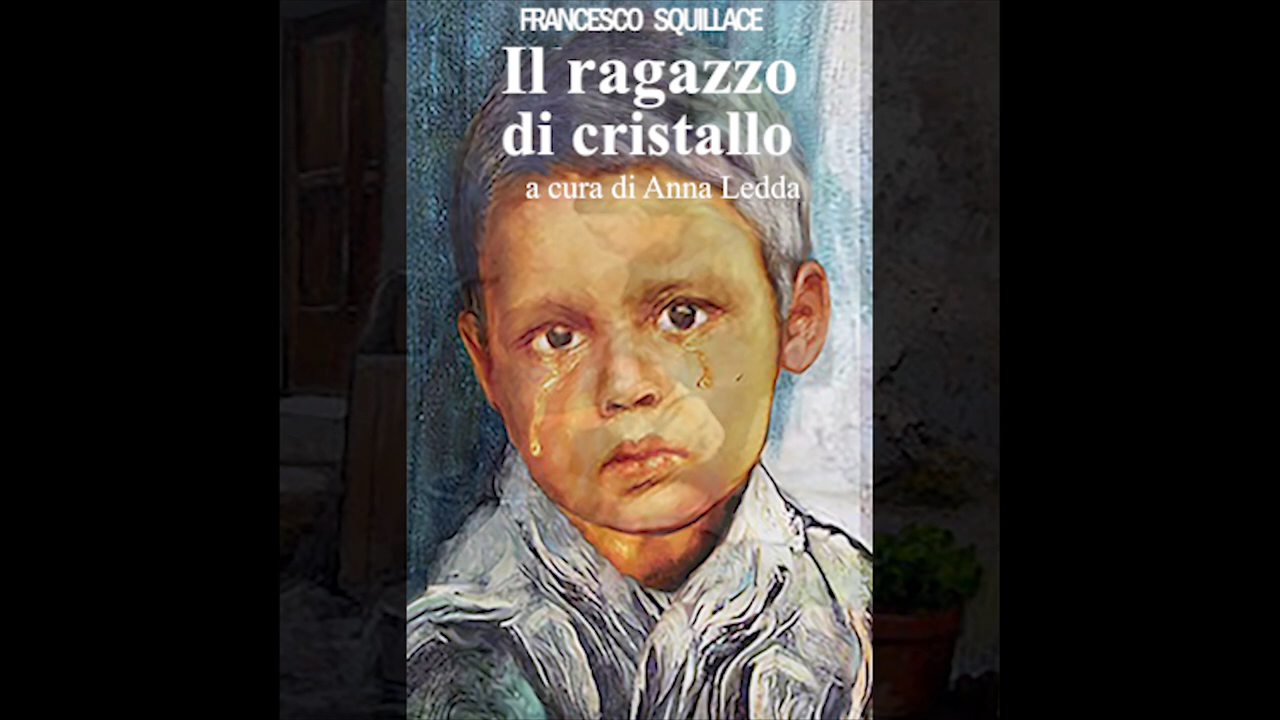 FRANCESCO SQUILLACE
Il ragazzo
di cristallo
a cura di Anna Ledda